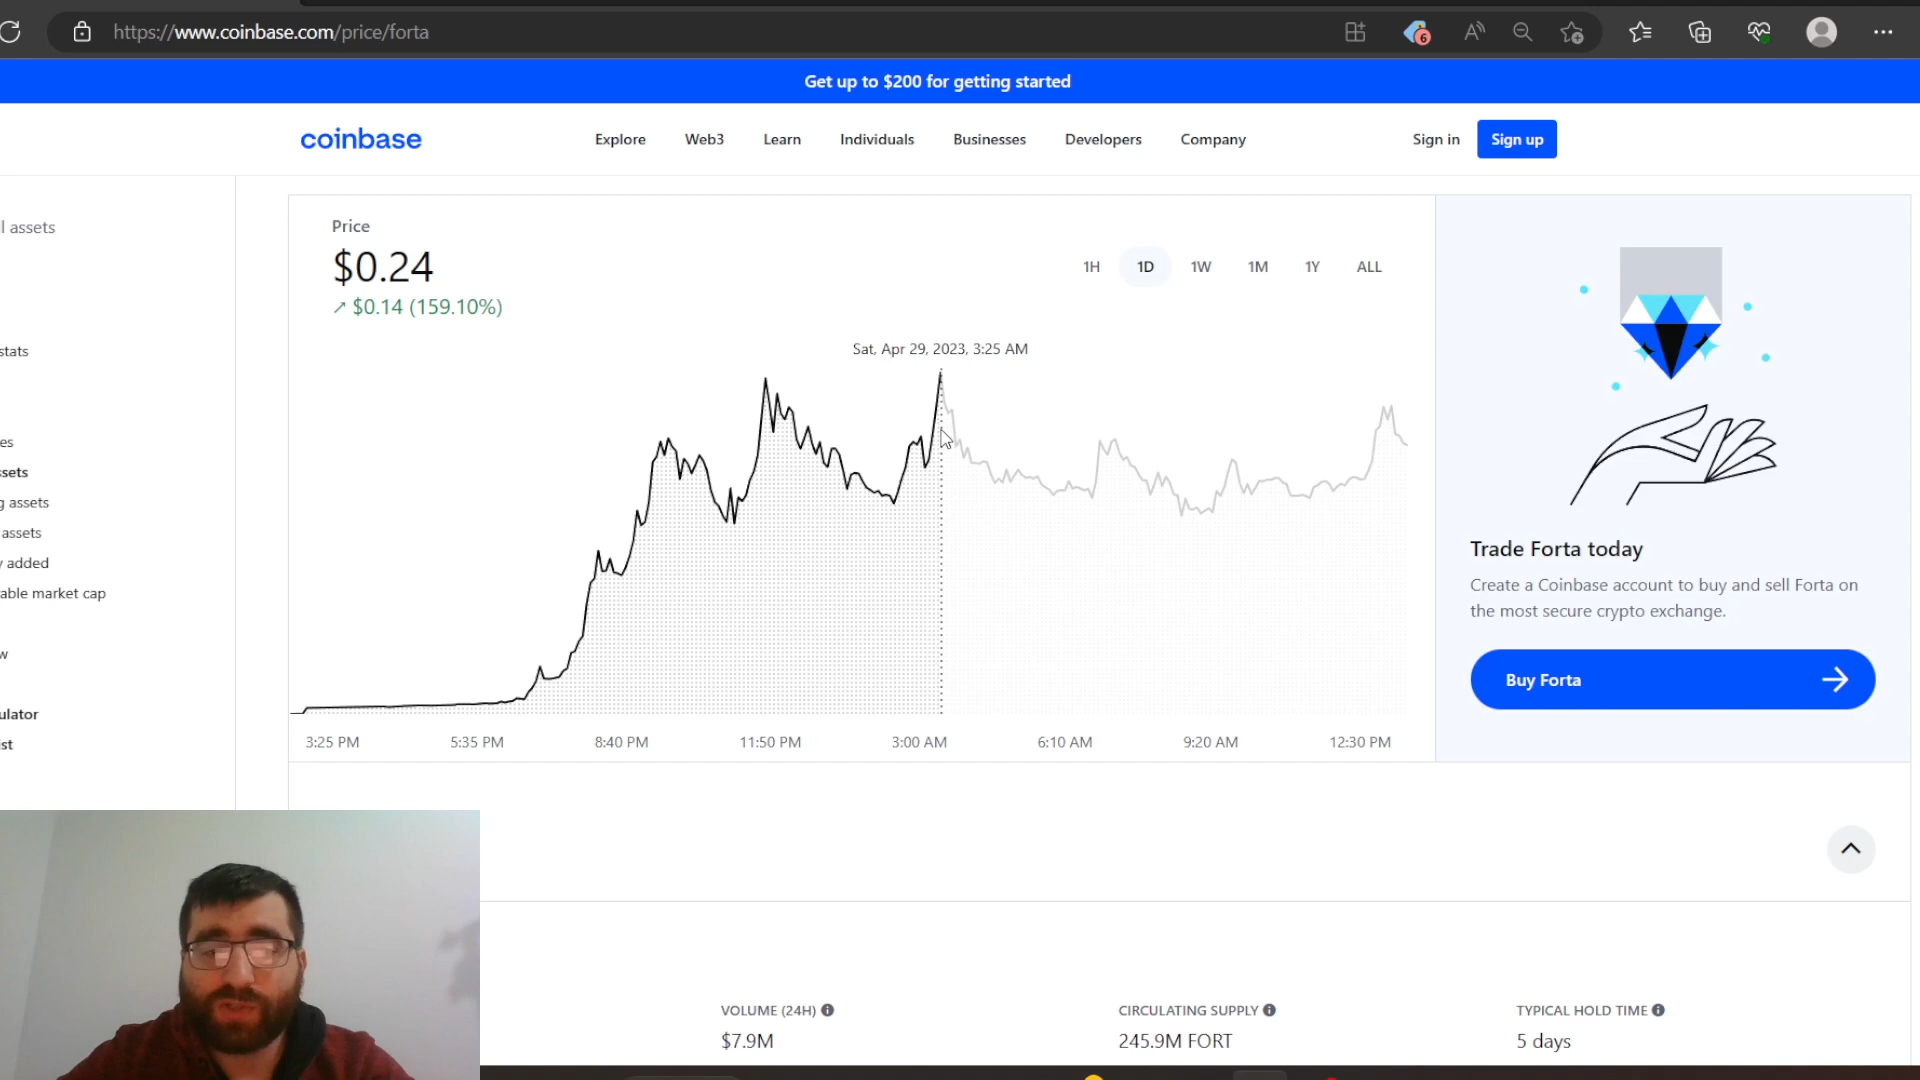 https://www.coinbase.com/price/forta
6
Get up to $200 for getting started
coinbase
Explore
Web3
Learn
Individuals
Businesses
Developers
Company
Sign in
Sign up
l assets
stats
es
ssets
g assets
assets
y added
able market cap
w
ulator
ist
Price
$0.24
↗ $0.14 (159.10%)
1H
1D
1W
1M
1Y
ALL
Sat, Apr 29, 2023, 3:25 AM
3:25 PM
5:35 PM
8:40 PM
11:50 PM
3:00 AM
6:10 AM
9:20 AM
12:30 PM
Trade Forta today
Create a Coinbase account to buy and sell Forta on
the most secure crypto exchange.
Buy Forta
VOLUME (24H)
$7.9M
CIRCULATING SUPPLY
245.9M FORT
TYPICAL HOLD TIME
5 days